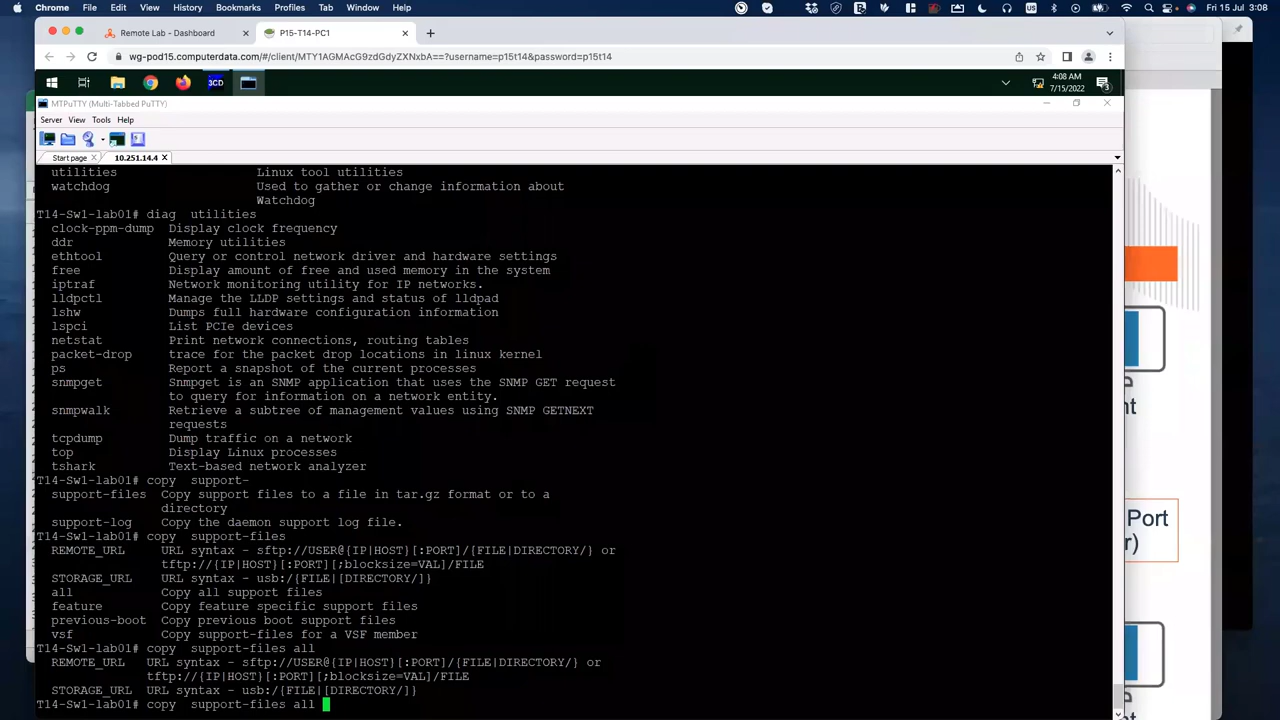 Chrome File Edit View History Bookmarks Profiles Tab Window Help Fri 15 Jul 3:08
Remote Lab - Dashboard P15-T14-PC1
wg-pod15.computerdata.com/#/client/MTY1AGMAcG9zdGdyZXNxbA==?username=p15t14&password=p15t14
3CD
4:08 AM
7/15/2022
3
MTPuTTY (Multi-Tabbed PuTTY)
Server View Tools Help
Start page 10.251.14.4
utilities Linux tool utilities
watchdog Used to gather or change information about
Watchdog
T14-Sw1-lab01# diag utilities
clock-ppm-dump Display clock frequency
ddr Memory utilities
ethtool Query or control network driver and hardware settings
free Display amount of free and used memory in the system
iptraf Network monitoring utility for IP networks.
lldpctl Manage the LLDP settings and status of lldpad
lshw Dumps full hardware configuration information
lspci List PCIe devices
netstat Print network connections, routing tables
packet-drop trace for the packet drop locations in linux kernel
ps Report a snapshot of the current processes
snmpget Snmpget is an SNMP application that uses the SNMP GET request
to query for information on a network entity.
snmpwalk Retrieve a subtree of management values using SNMP GETNEXT
requests
tcpdump Dump traffic on a network
top Display Linux processes
tshark Text-based network analyzer
T14-Sw1-lab01# copy support-
support-files Copy support files to a file in tar.gz format or to a
directory
support-log Copy the daemon support log file.
T14-Sw1-lab01# copy support-files
REMOTE_URL URL syntax - sftp://USER@{IP|HOST}[:PORT]/{FILE|DIRECTORY/} or
tftp://{IP|HOST}[:PORT][;blocksize=VAL]/FILE
STORAGE_URL URL syntax - usb:/{FILE|[DIRECTORY/]}
all Copy all support files
feature Copy feature specific support files
previous-boot Copy previous boot support files
vsf Copy support-files for a VSF member
T14-Sw1-lab01# copy support-files all
REMOTE_URL URL syntax - sftp://USER@{IP|HOST}[:PORT]/{FILE|DIRECTORY/} or
tftp://{IP|HOST}[:PORT][;blocksize=VAL]/FILE
STORAGE_URL URL syntax - usb:/{FILE|[DIRECTORY/]}
T14-Sw1-lab01# copy support-files all
Port